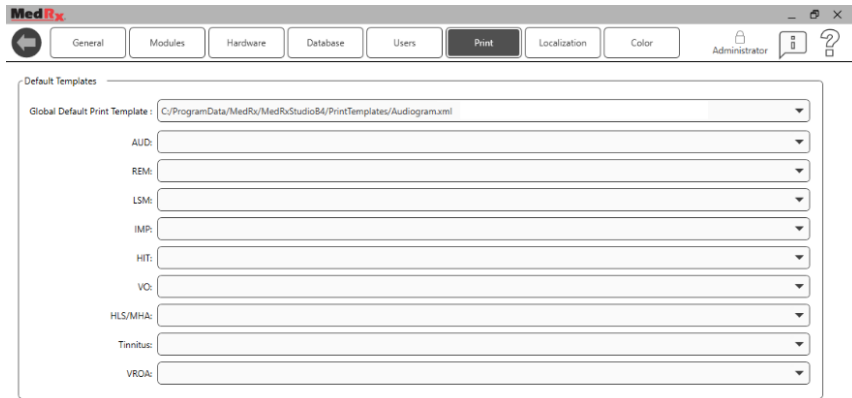 MedRx
General Modules Hardware Database Users Print Localization Color Administrator i ?
Default Templates
Global Default Print Template : C:/ProgramData/MedRx/MedRxStudioB4/PrintTemplates/Audiogram.xml
AUD:
REM:
LSM:
IMP:
HIT:
VO:
HLS/MHA:
Tinnitus:
VROA: